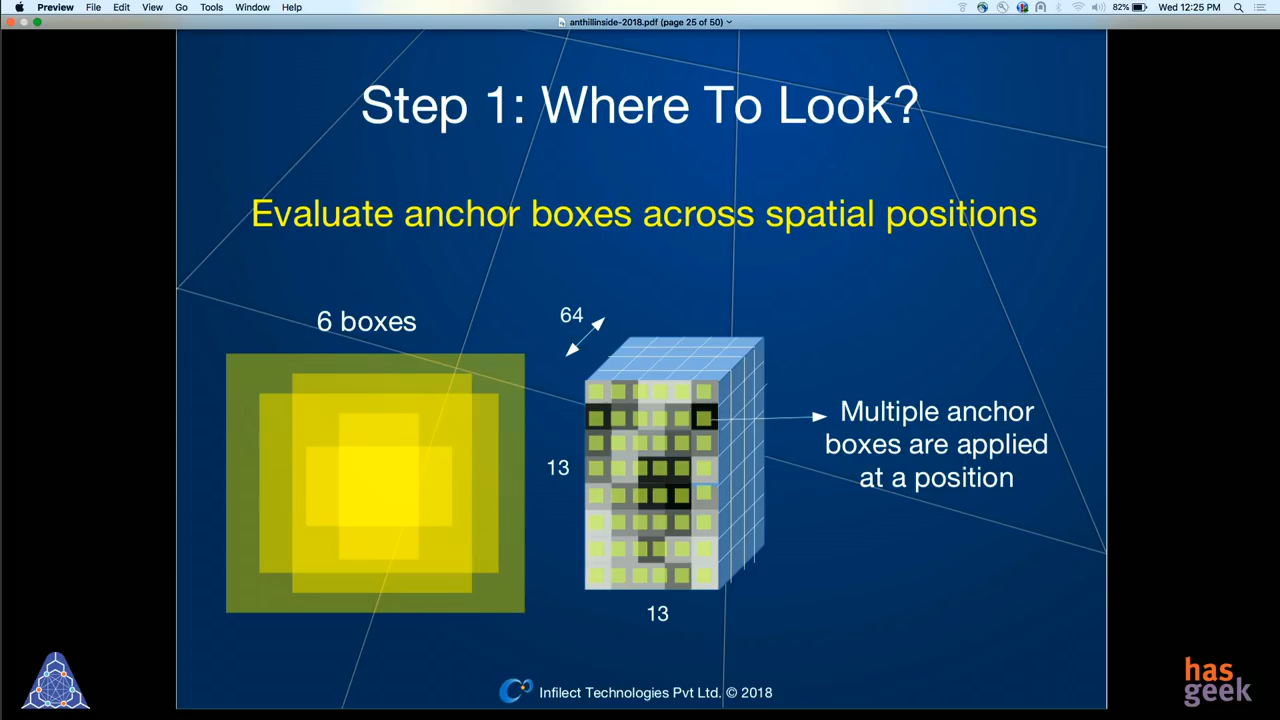 Preview File Edit View Go Tools Window Help 82% Wed 12:25 PM
anthillinside-2018.pdf (page 25 of 50)
Step 1: Where To Look?
Evaluate anchor boxes across spatial positions
6 boxes
64
13
13
Multiple anchor
boxes are applied
at a position
Infilect Technologies Pvt Ltd. © 2018
has
geek